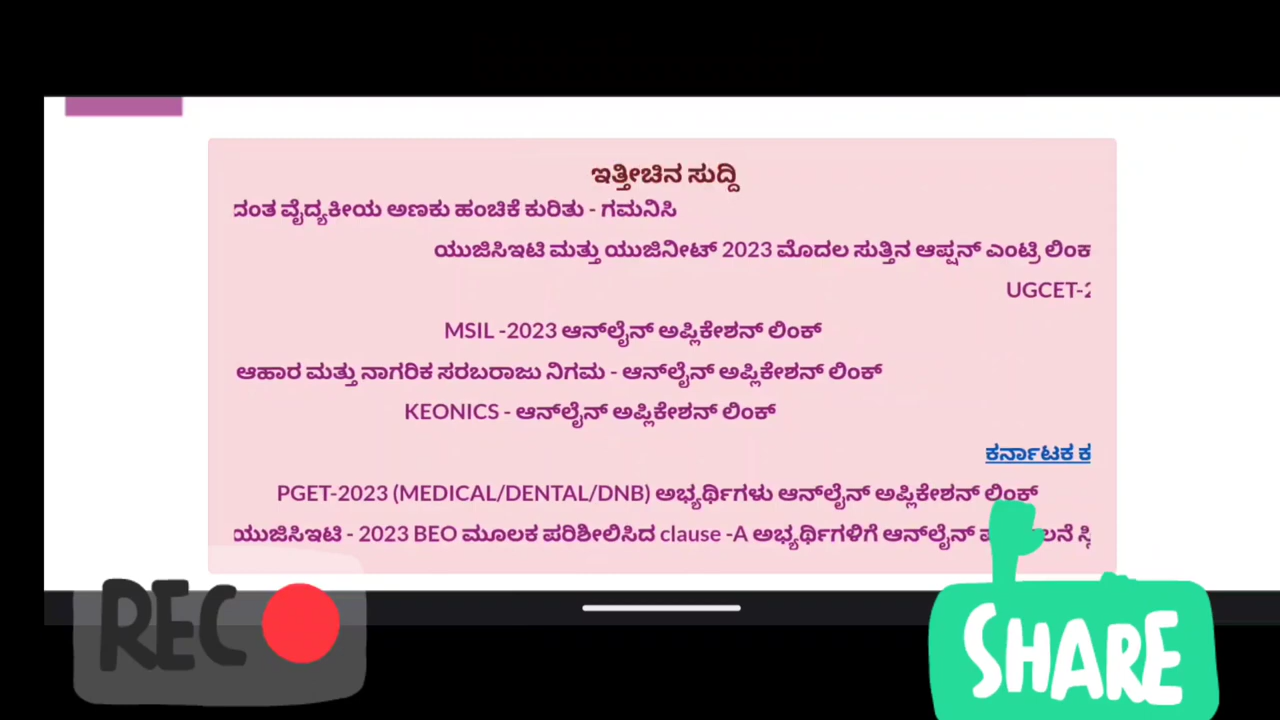 ಇತ್ತೀಚಿನ ಸುದ್ದಿ
ದಂತ ವೈದ್ಯಕೀಯ ಅಣಕು ಹಂಚಿಕೆ ಕುರಿತು - ಗಮನಿಸಿ
ಯುಜಿಸಿಇಟಿ ಮತ್ತು ಯುಜಿನೀಟ್ 2023 ಮೊದಲ ಸುತ್ತಿನ ಆಪ್ಷನ್ ಎಂಟ್ರಿ ಲಿಂಕ
UGCET-2
MSIL -2023 ಆನ್‌ಲೈನ್ ಅಪ್ಲಿಕೇಶನ್ ಲಿಂಕ್
ಆಹಾರ ಮತ್ತು ನಾಗರಿಕ ಸರಬರಾಜು ನಿಗಮ - ಆನ್‌ಲೈನ್ ಅಪ್ಲಿಕೇಶನ್ ಲಿಂಕ್
KEONICS - ಆನ್‌ಲೈನ್ ಅಪ್ಲಿಕೇಶನ್ ಲಿಂಕ್
ಕರ್ನಾಟಕ ಕ
PGET-2023 (MEDICAL/DENTAL/DNB) ಅಭ್ಯರ್ಥಿಗಳು ಆನ್‌ಲೈನ್ ಅಪ್ಲಿಕೇಶನ್ ಲಿಂಕ್
ಯುಜಿಸಿಇಟಿ - 2023 BEO ಮೂಲಕ ಪರಿಶೀಲಿಸಿದ clause -A ಅಭ್ಯರ್ಥಿಗಳಿಗೆ ಆನ್‌ಲೈನ್
REC
SHARE